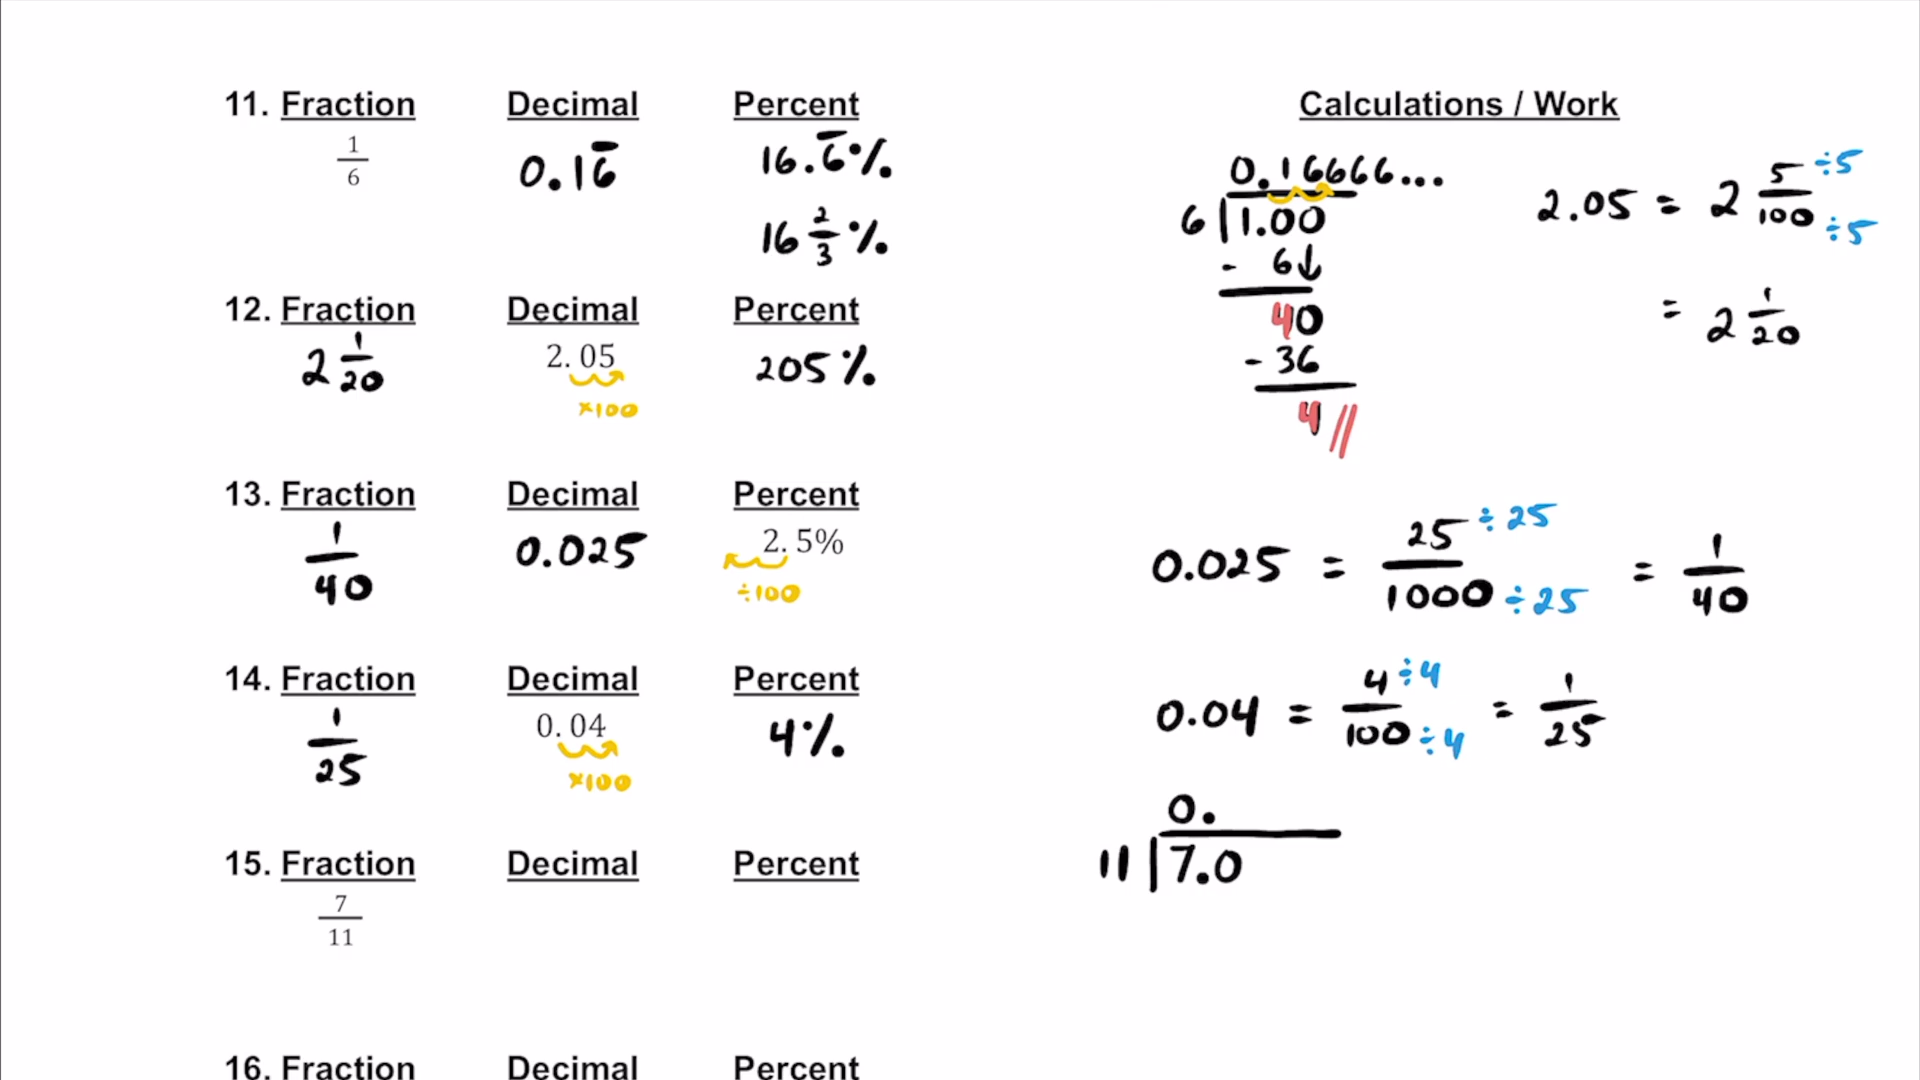 11. Fraction Decimal Percent
1/6 0.16̅ 16.6̅%
16 2/3 %
12. Fraction Decimal Percent
2 1/20 2.05 205%
×100
13. Fraction Decimal Percent
1/40 0.025 2.5%
÷100
14. Fraction Decimal Percent
1/25 0.04 4%
×100
15. Fraction Decimal Percent
7/11
16. Fraction Decimal Percent
Calculations / Work
0.16666...
6 | 1.00
- 6↓
40
- 36
4 //
2.05 = 2 5/100 ÷5 ÷5
= 2 1/20
0.025 = 25/1000 ÷25 ÷25 = 1/40
0.04 = 4/100 ÷4 ÷4 = 1/25
0.
11 | 7.0